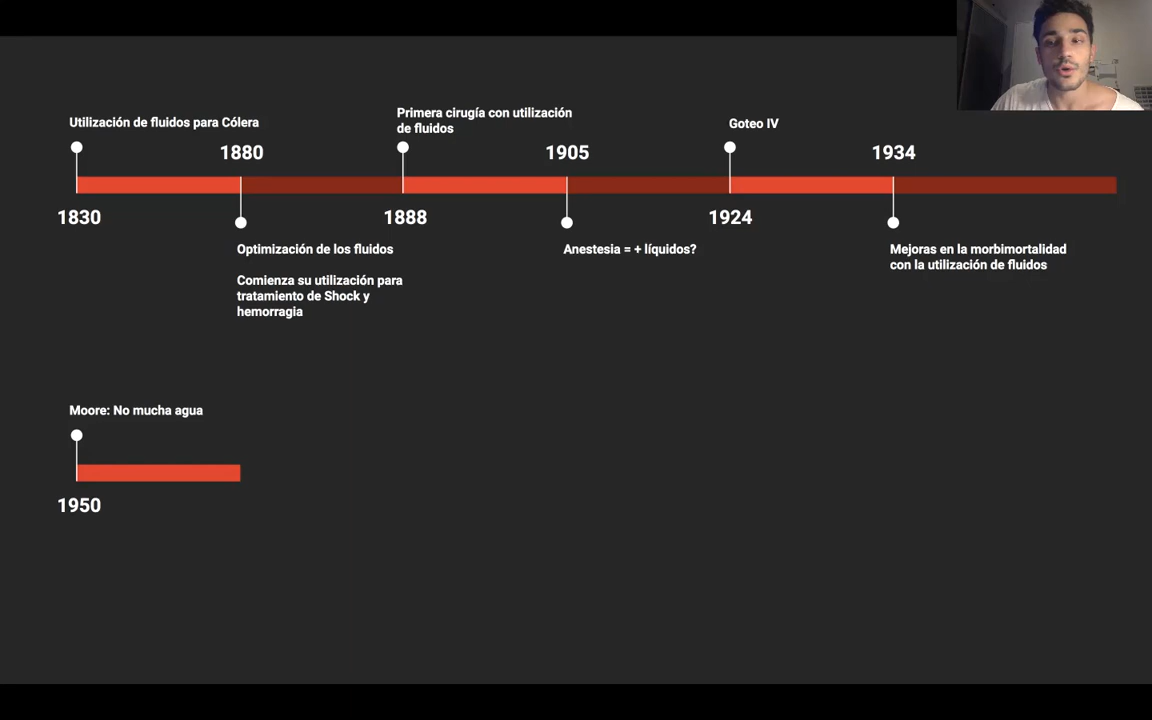 Utilización de fluidos para Cólera
Primera cirugía con utilización
de fluidos
Goteo IV
1880
1905
1934
1830
1888
1924
Optimización de los fluidos
Comienza su utilización para
tratamiento de Shock y
hemorragia
Anestesia = + líquidos?
Mejoras en la morbimortalidad
con la utilización de fluidos
Moore: No mucha agua
1950